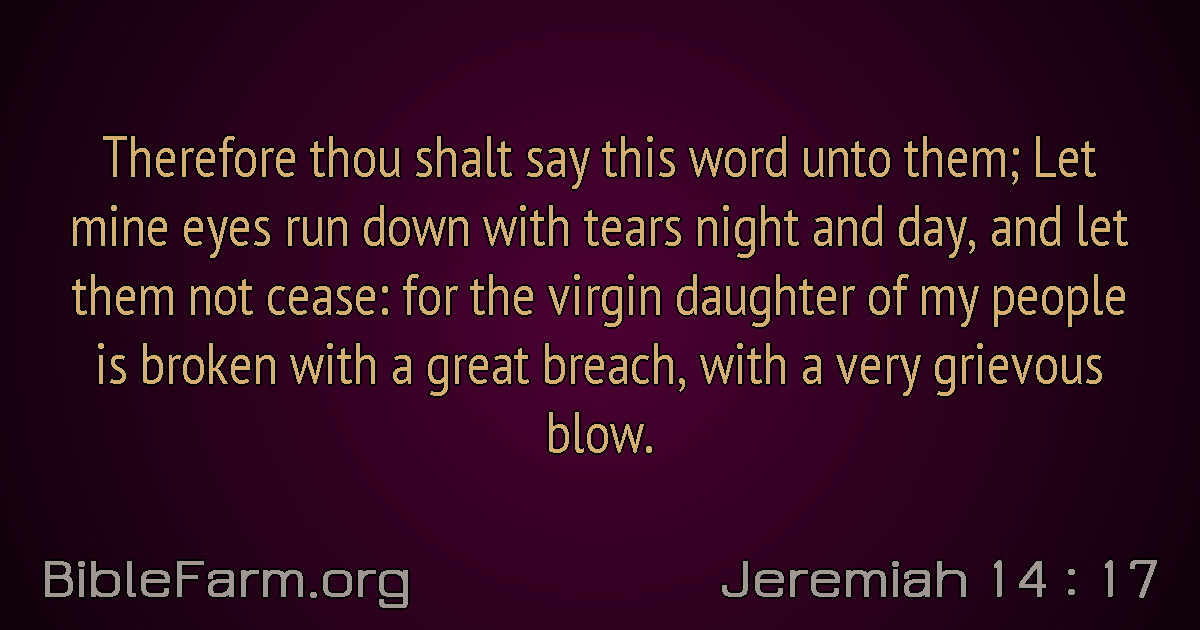 Therefore thou shalt say this word unto them; Let
mine eyes run down with tears night and day, and let
them not cease: for the virgin daughter of my people
is broken with a great breach, with a very grievous
blow.
BibleFarm.org
Jeremiah 14 : 17